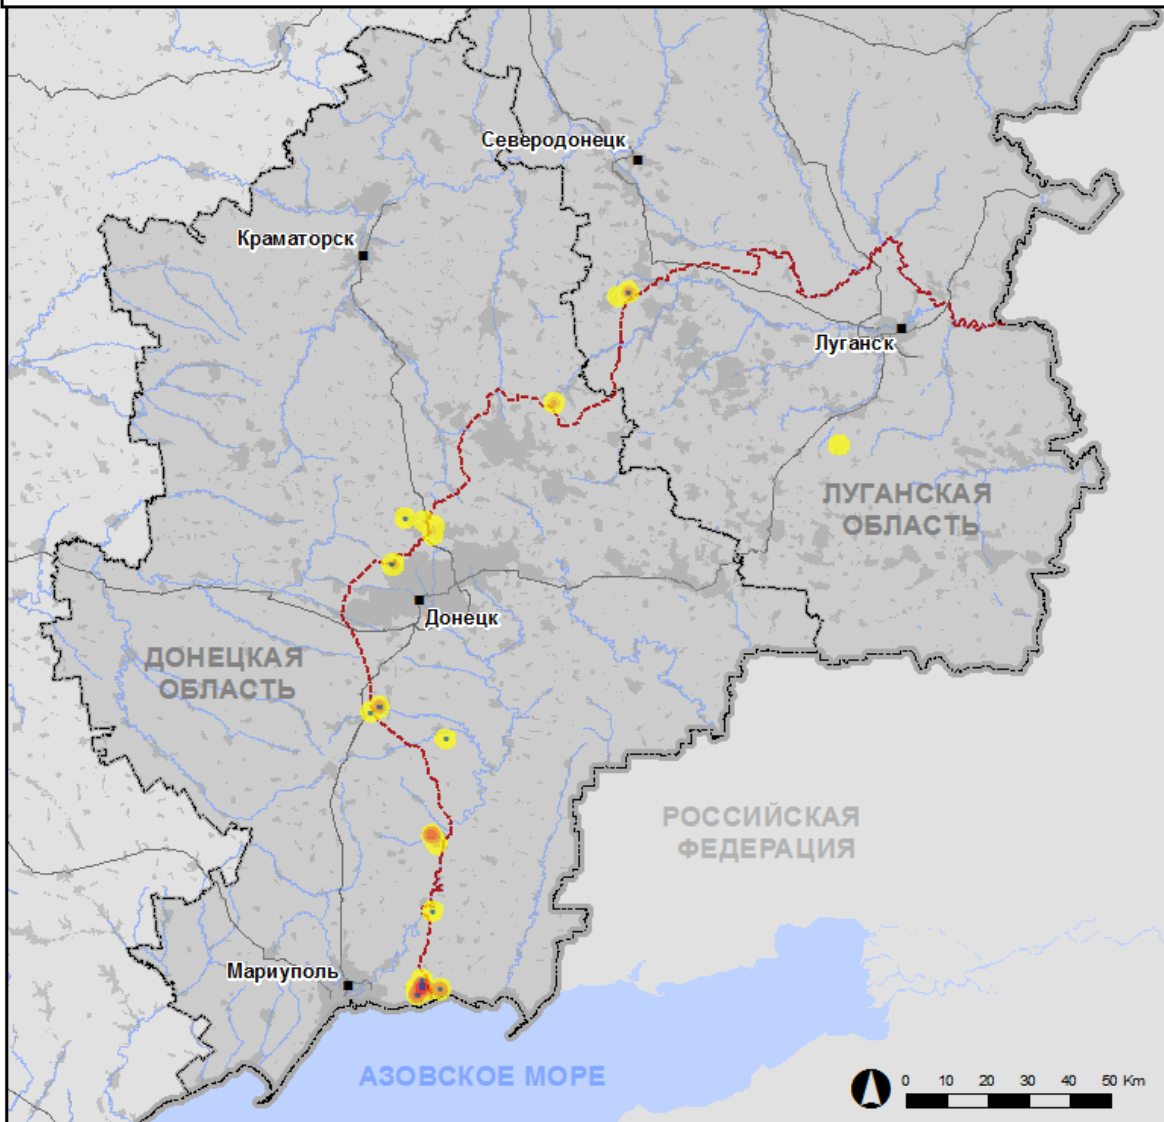 Северодонецк
Краматорск
Луганск
ЛУГАНСКАЯ
ОБЛАСТЬ
Донецк
ДОНЕЦКАЯ
ОБЛАСТЬ
РОССИЙСКАЯ
ФЕДЕРАЦИЯ
Мариуполь
АЗОВСКОЕ МОРЕ
0 10 20 30 40 50 Km